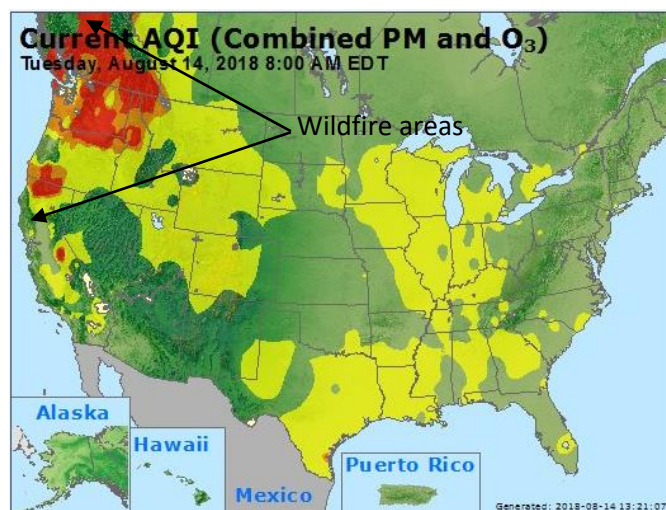 Current AQI (Combined PM and O₃)
Tuesday, August 14, 2018 8:00 AM EDT
Wildfire areas
Alaska
Hawaii
Mexico
Puerto Rico
Generated: 2018-08-14 13:21:07